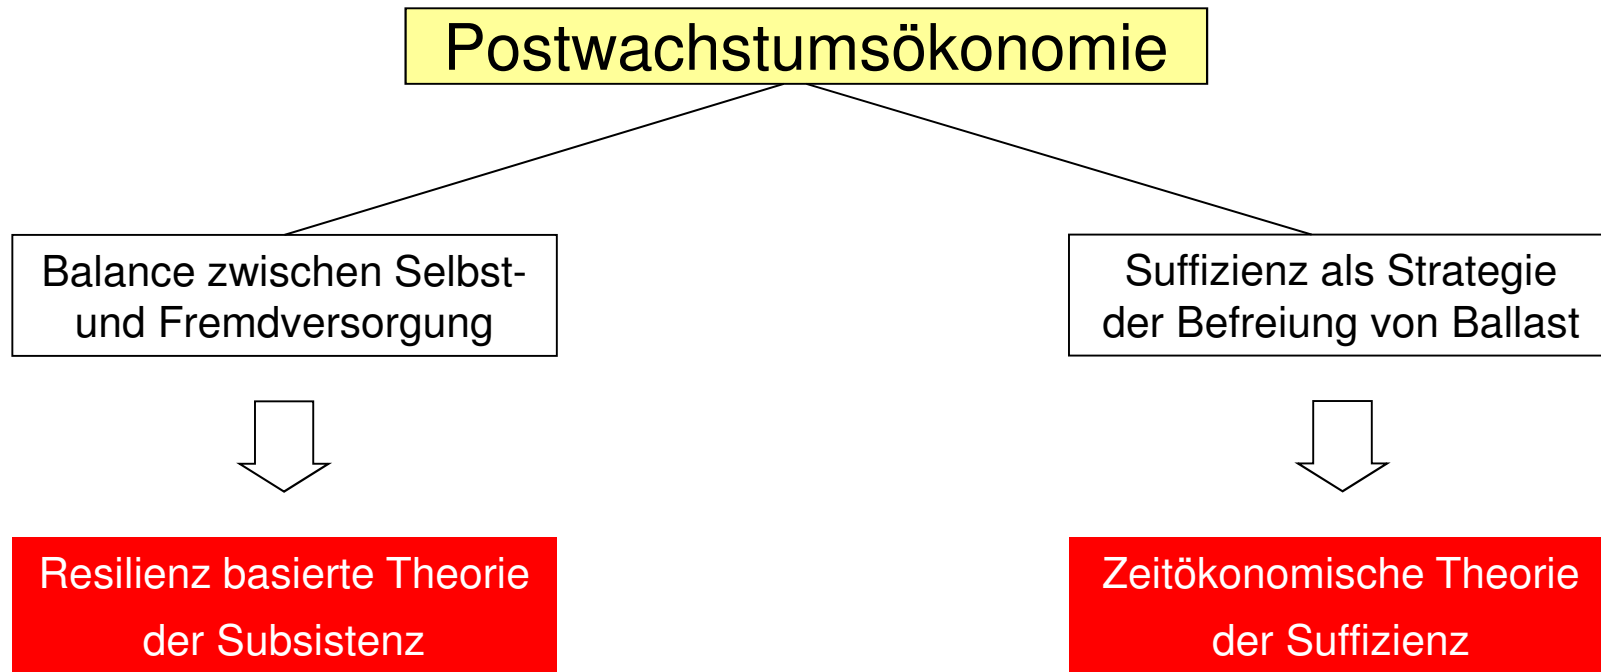 Postwachstumsökonomie
Balance zwischen Selbst-
und Fremdversorgung
Suffizienz als Strategie
der Befreiung von Ballast
Resilienz basierte Theorie
der Subsistenz
Zeitökonomische Theorie
der Suffizienz